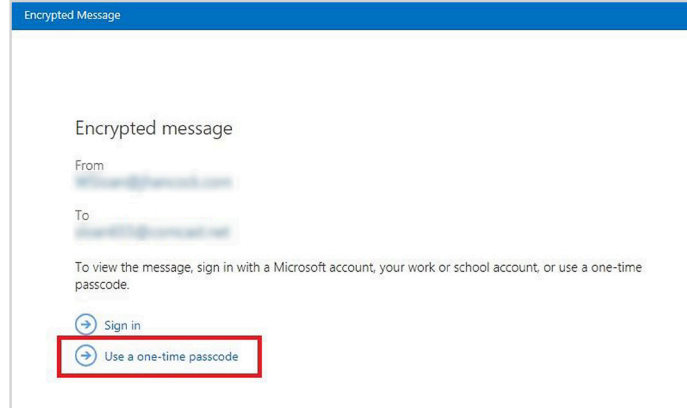 Encrypted Message
Encrypted message
From
To
To view the message, sign in with a Microsoft account, your work or school account, or use a one-time
passcode.
Sign in
Use a one-time passcode